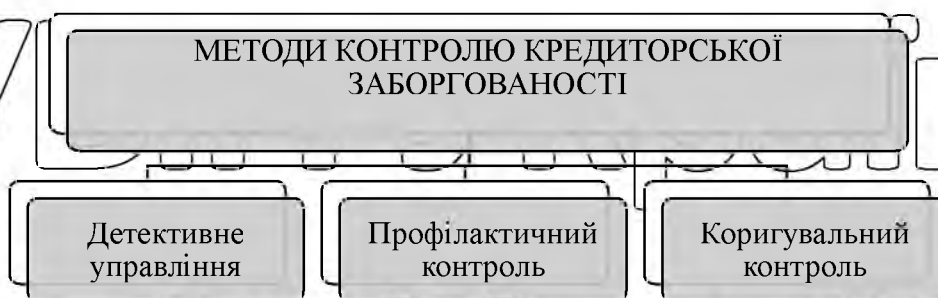 МЕТОДИ КОНТРОЛЮ КРЕДИТОРСЬКОЇ
ЗАБОРГОВАНОСТІ
Детективне
управління
Профілактичний
контроль
Коригувальний
контроль